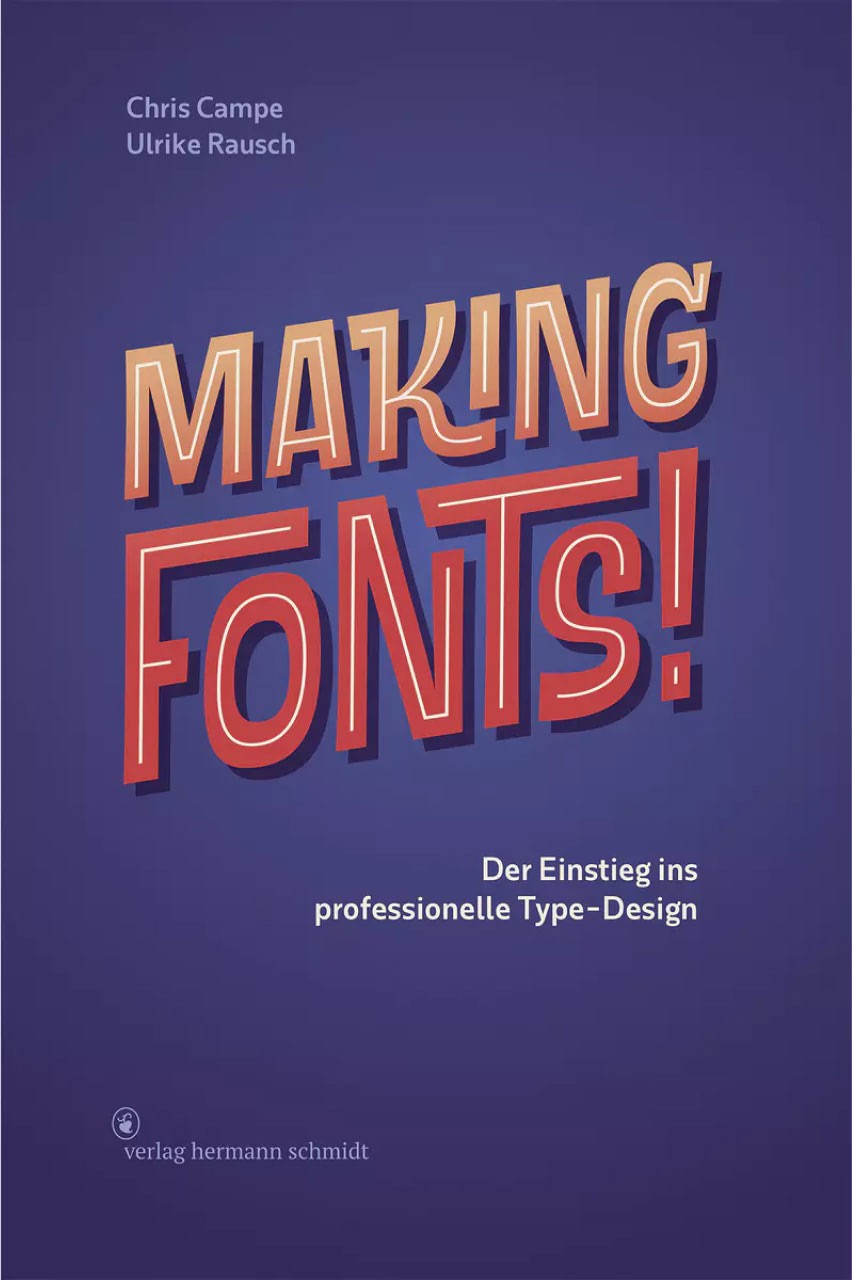 Chris Campe
Ulrike Rausch
MAKING
FONTS!
Der Einstieg ins
professionelle Type-Design
verlag hermann schmidt